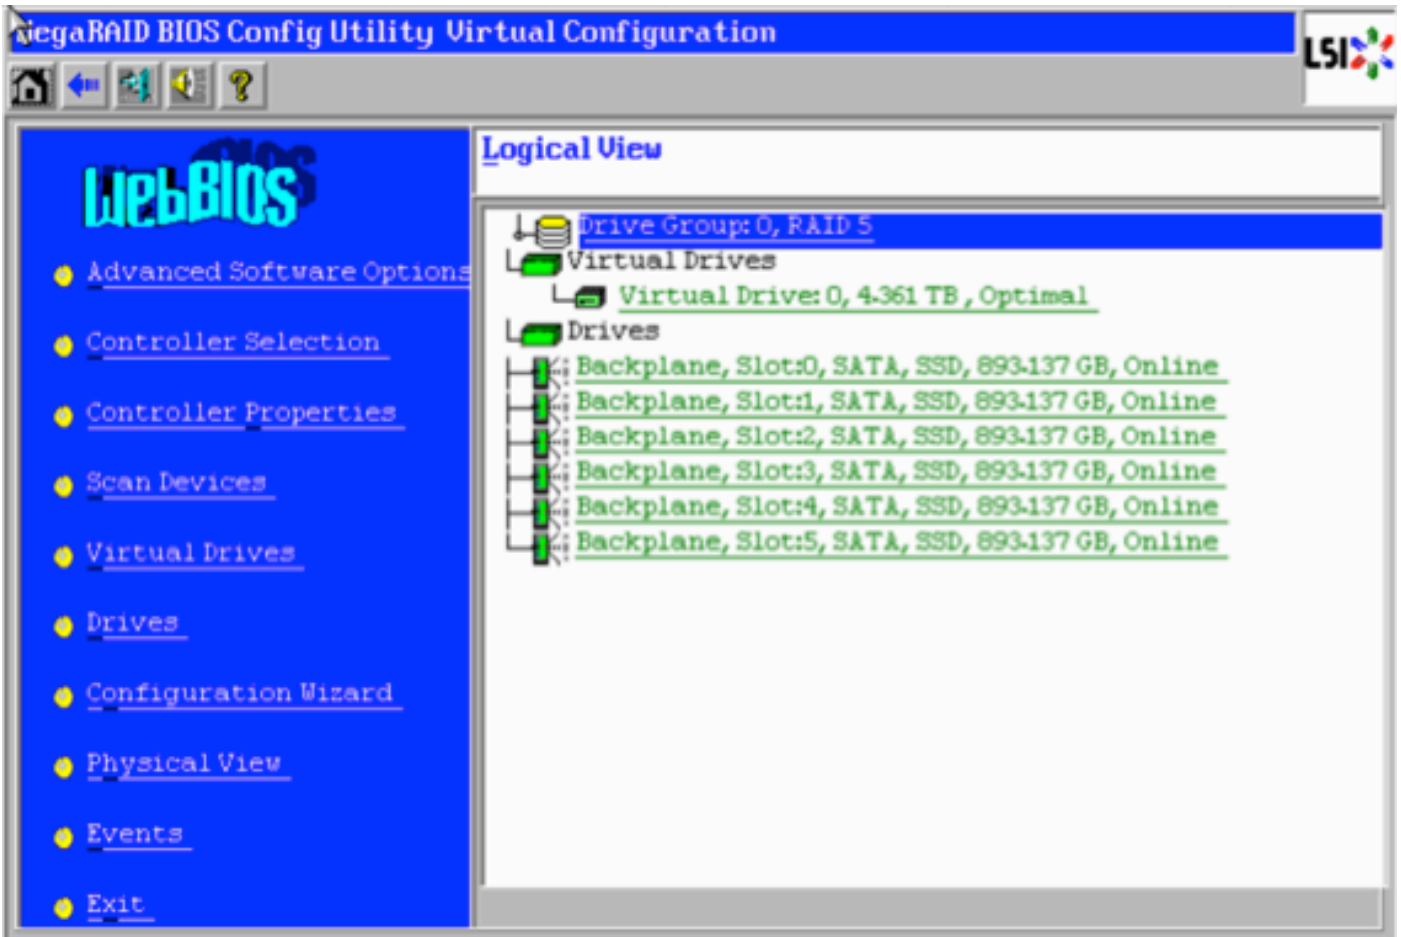 MegaRAID BIOS Config Utility Virtual Configuration
LSI
WebBIOS
Advanced Software Options
Controller Selection
Controller Properties
Scan Devices
Virtual Drives
Drives
Configuration Wizard
Physical View
Events
Exit
Logical View
Drive Group: 0, RAID 5
Virtual Drives
Virtual Drive: 0, 4.361 TB, Optimal
Drives
Backplane, Slot:0, SATA, SSD, 893.137 GB, Online
Backplane, Slot:1, SATA, SSD, 893.137 GB, Online
Backplane, Slot:2, SATA, SSD, 893.137 GB, Online
Backplane, Slot:3, SATA, SSD, 893.137 GB, Online
Backplane, Slot:4, SATA, SSD, 893.137 GB, Online
Backplane, Slot:5, SATA, SSD, 893.137 GB, Online